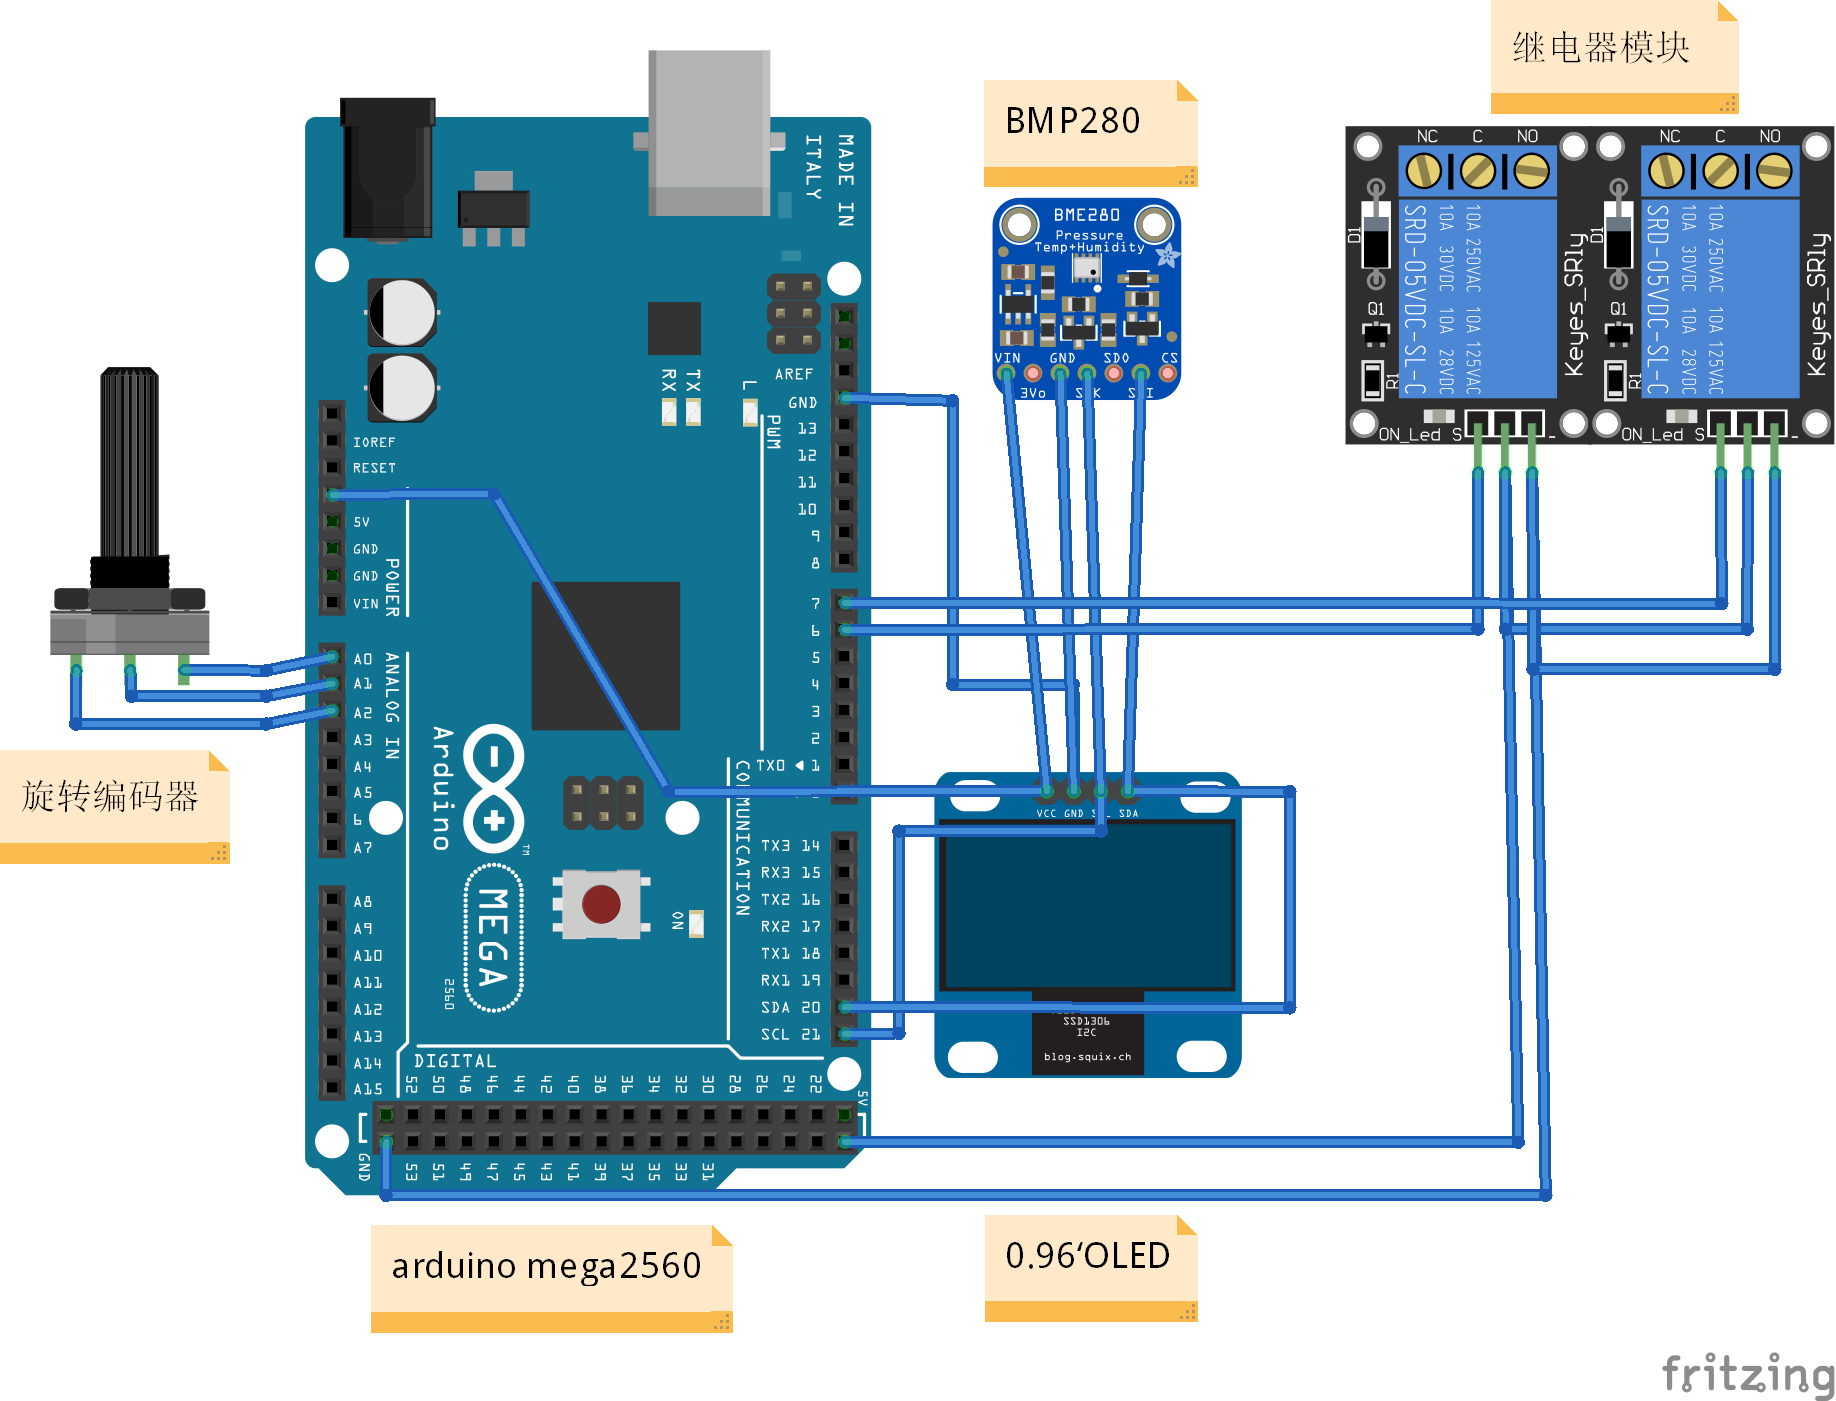 继电器模块
BMP280
NC C NO
NC C NO
MADE IN
ITALY
BME280
Pressure
Temp+Humidity
D1
SRD-05VDC-SL-C
10A 30VDC 10A 28VDC
10A 250VAC 10A 125VAC
Keyes_SRly
D1
SRD-05VDC-SL-C
10A 30VDC 10A 28VDC
10A 250VAC 10A 125VAC
Keyes_SRly
Q1
Q1
R1
R1
VIN GND SDO CS
3Vo
ON_Led S -
ON_Led S -
RX
TX
L
AREF
GND
PWM
13
12
11
10
9
8
7
6
5
4
3
2
TX0 ◀ 1
IOREF
RESET
5V
GND
GND
VIN
POWER
A0
A1
A2
A3
A4
A5
6
A7
ANALOG IN
A8
A9
A10
A11
A12
A13
A14
A15
旋转编码器
Arduino
TM
MEGA
2560
ON
COMMUNICATION
TX3 14
RX3 15
TX2 16
RX2 17
TX1 18
RX1 19
SDA 20
SCL 21
VCC GND SDA
SSD1306
I2C
blog.squix.ch
DIGITAL
52 50 48 46 44 42 40 38 36 34 32 30 28 26 24 22
5V
GND
53 51 49 47 45 43 41 39 37 35 33 31
arduino mega2560
0.96‘OLED
fritzing